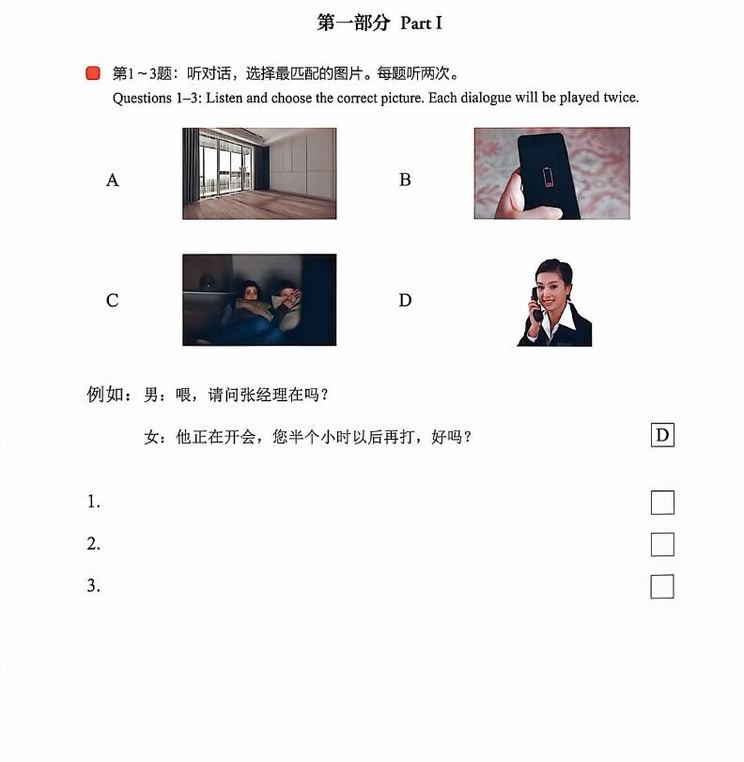 第一部分 Part I
第1~3题：听对话，选择最匹配的图片。每题听两次。
Questions 1–3: Listen and choose the correct picture. Each dialogue will be played twice.
A
B
C
D
例如：男：喂，请问张经理在吗？
女：他正在开会，您半个小时以后再打，好吗？ D
1.
2.
3.